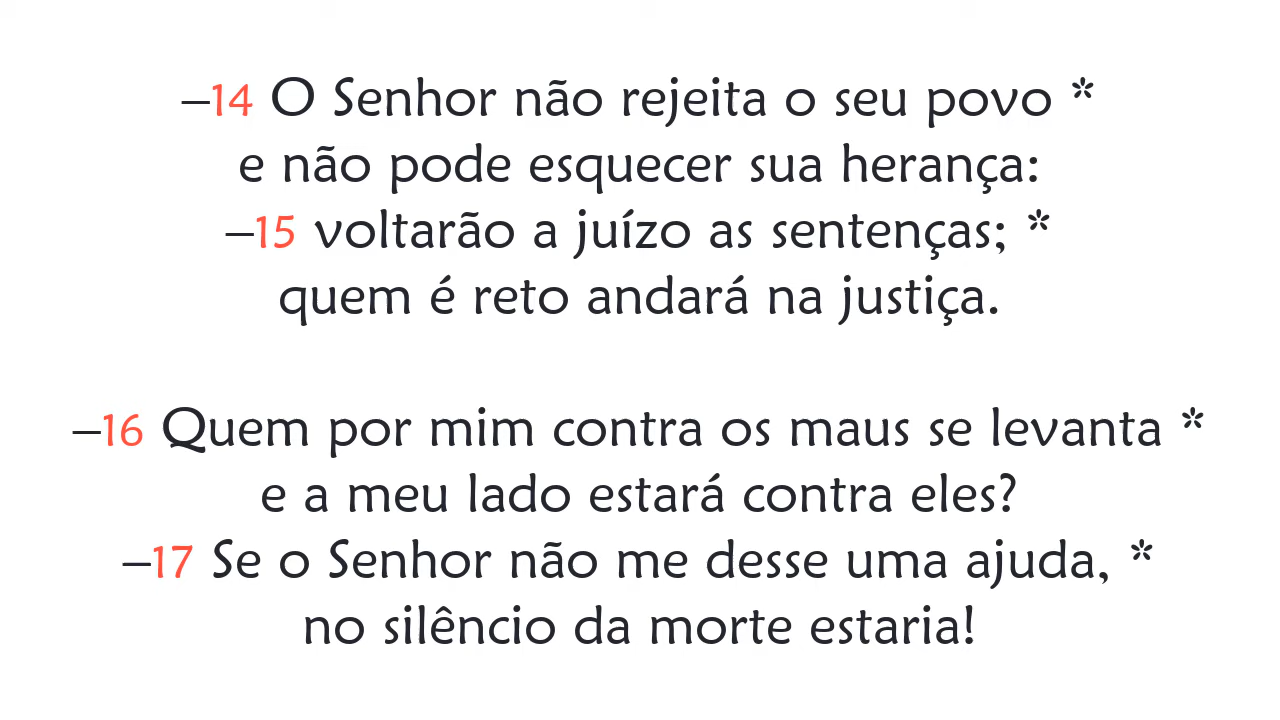 –14 O Senhor não rejeita o seu povo *
e não pode esquecer sua herança:
–15 voltarão a juízo as sentenças; *
quem é reto andará na justiça.
–16 Quem por mim contra os maus se levanta *
e a meu lado estará contra eles?
–17 Se o Senhor não me desse uma ajuda, *
no silêncio da morte estaria!